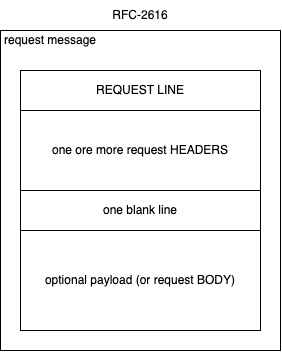 RFC-2616
request message
REQUEST LINE
one ore more request HEADERS
one blank line
optional payload (or request BODY)